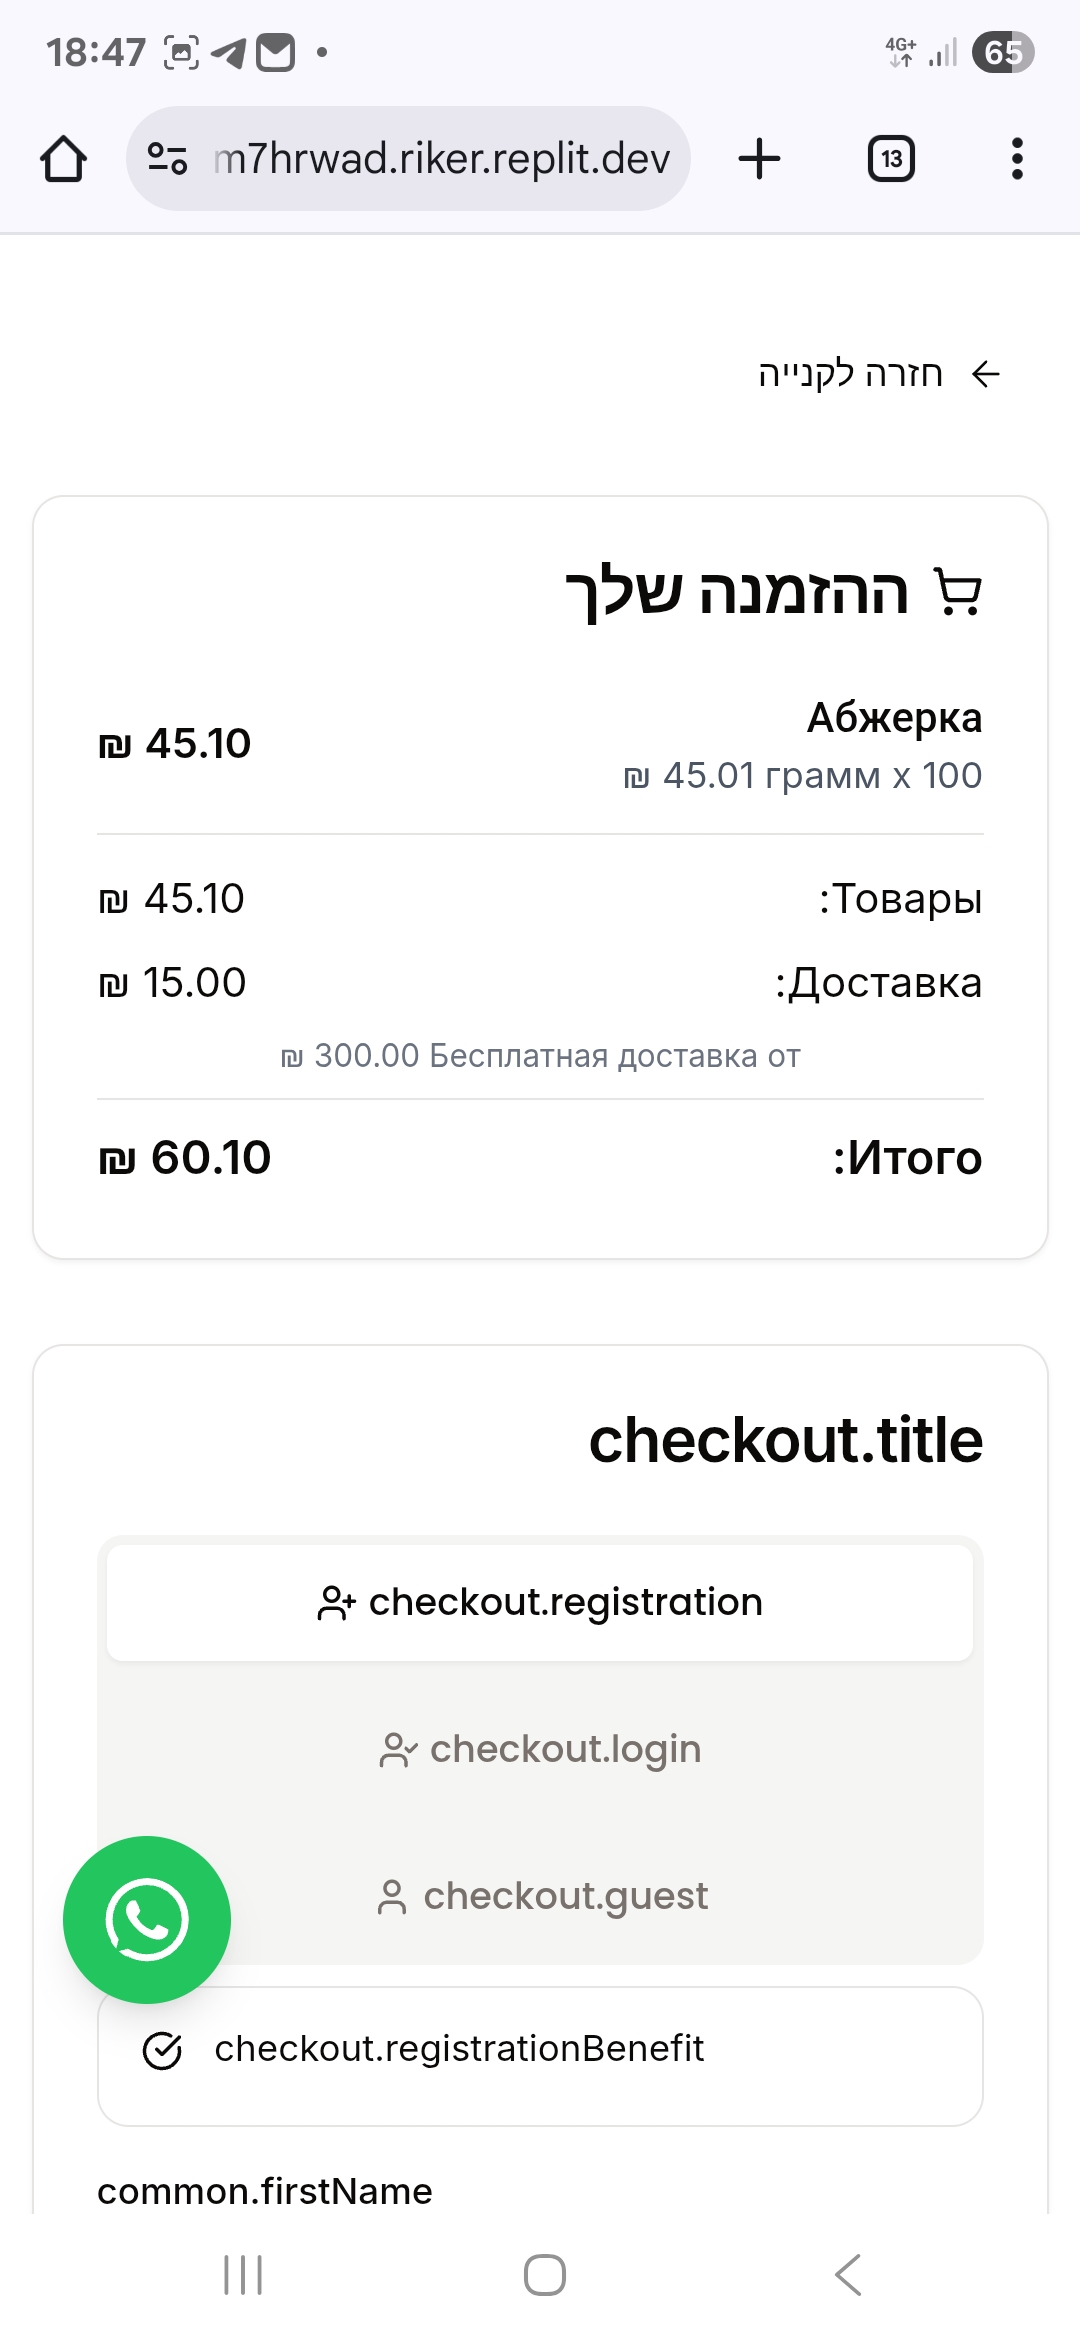 18:47
4G+
65
m7hrwad.riker.replit.dev
13
חזרה לקנייה
ההזמנה שלך
Абжерка
45.10 ₪
100 x грамм 45.01 ₪
Товары:
45.10 ₪
Доставка:
15.00 ₪
Бесплатная доставка от 300.00 ₪
Итого:
60.10 ₪
checkout.title
checkout.registration
checkout.login
checkout.guest
checkout.registrationBenefit
common.firstName